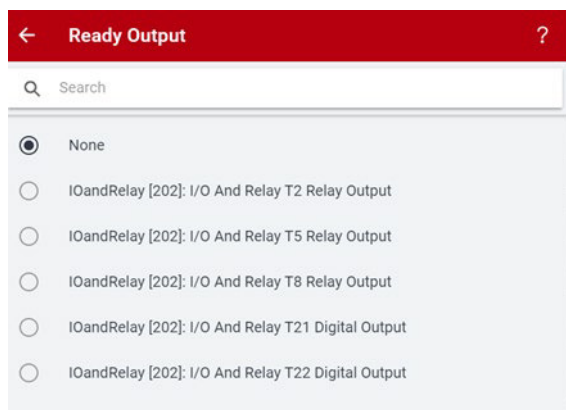 Ready Output
?
Search
None
IOandRelay [202]: I/O And Relay T2 Relay Output
IOandRelay [202]: I/O And Relay T5 Relay Output
IOandRelay [202]: I/O And Relay T8 Relay Output
IOandRelay [202]: I/O And Relay T21 Digital Output
IOandRelay [202]: I/O And Relay T22 Digital Output